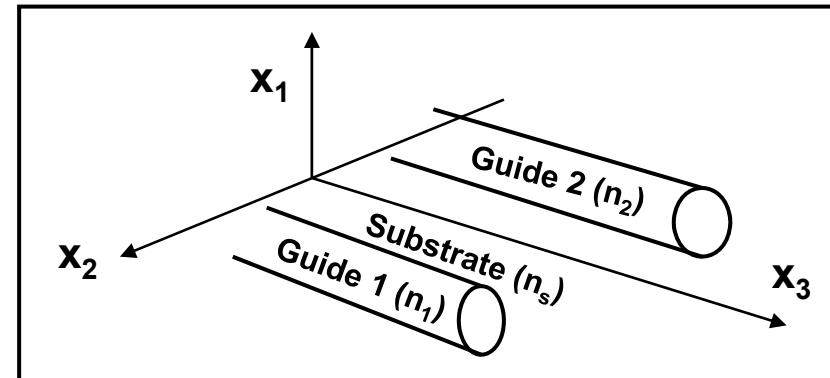 x₁
Guide 2 (n₂)
Substrate (nₛ)
x₂
Guide 1 (n₁)
x₃